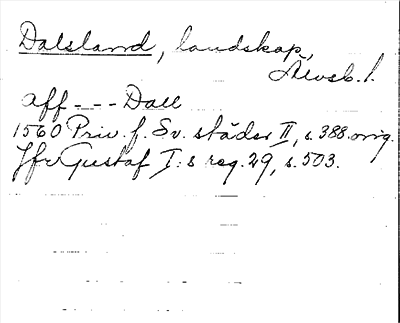 Dalsland, landskap,
Älvsb. l.
aff - - - Dall
1560 Priv. f. Sv. städer II, s. 388. orig.
Jfr Gustaf I:s reg. 29, s. 503.